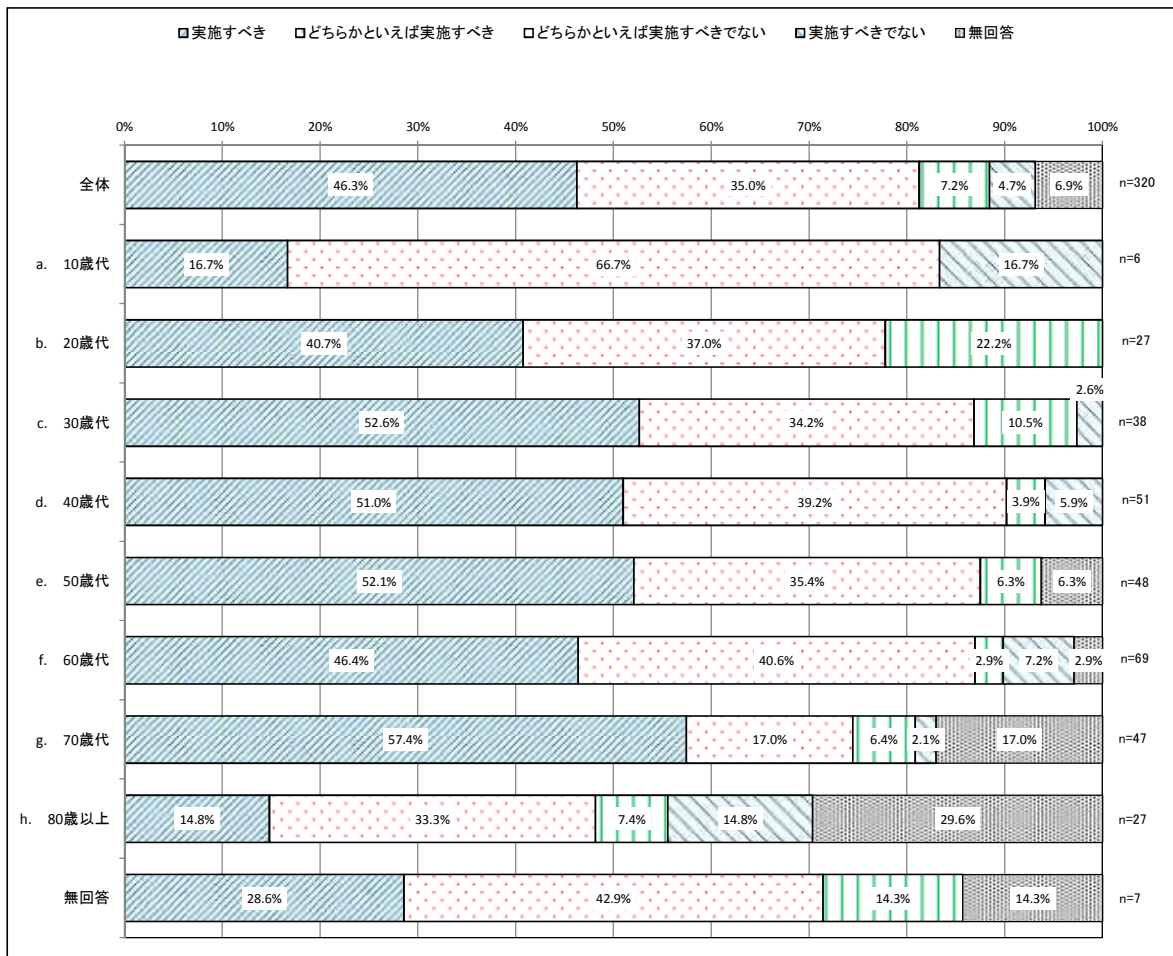 ■実施すべき ■どちらかといえば実施すべき □どちらかといえば実施すべきでない ■実施すべきでない ■無回答
0% 10% 20% 30% 40% 50% 60% 70% 80% 90% 100%
全体 46.3% 35.0% 7.2% 4.7% 6.9% n=320
a. 10歳代 16.7% 66.7% 16.7% n=6
b. 20歳代 40.7% 37.0% 22.2% n=27
2.6%
c. 30歳代 52.6% 34.2% 10.5% n=38
d. 40歳代 51.0% 39.2% 3.9% 5.9% n=51
e. 50歳代 52.1% 35.4% 6.3% 6.3% n=48
f. 60歳代 46.4% 40.6% 2.9% 7.2% 2.9% n=69
g. 70歳代 57.4% 17.0% 6.4% 2.1% 17.0% n=47
h. 80歳以上 14.8% 33.3% 7.4% 14.8% 29.6% n=27
無回答 28.6% 42.9% 14.3% 14.3% n=7